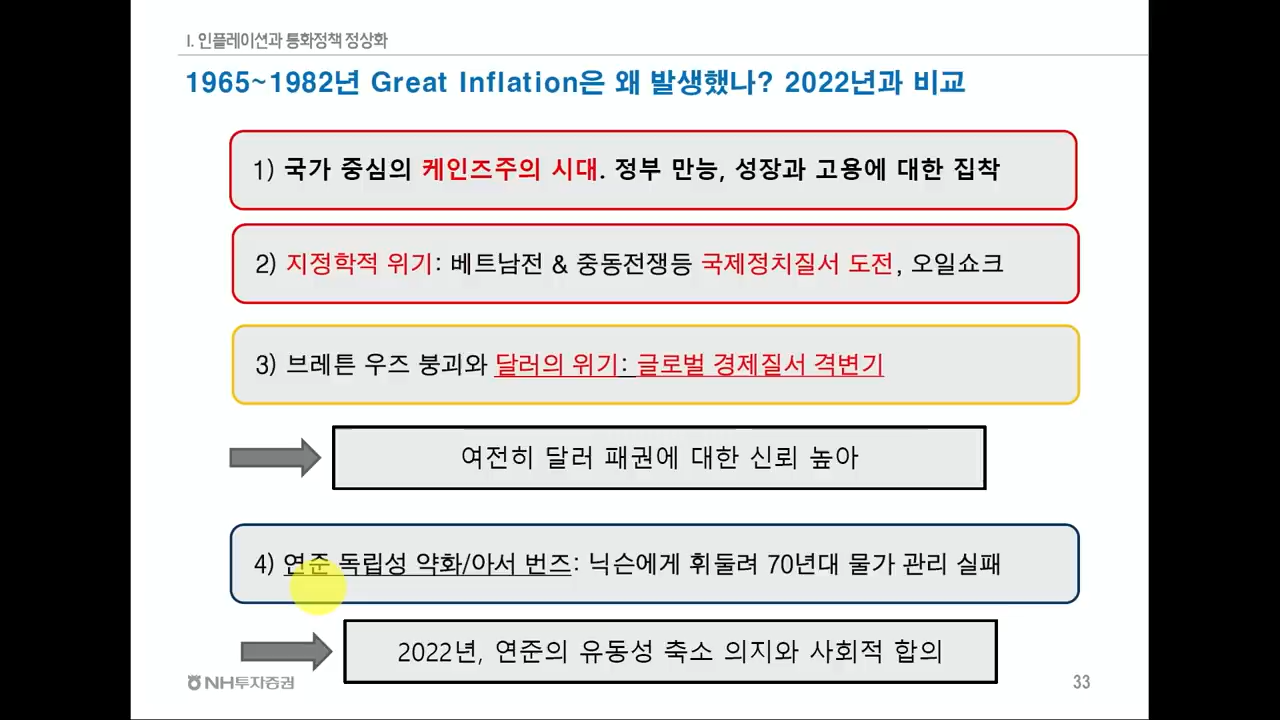 I. 인플레이션과 통화정책 정상화
1965~1982년 Great Inflation은 왜 발생했나? 2022년과 비교
1) 국가 중심의 케인즈주의 시대. 정부 만능, 성장과 고용에 대한 집착
2) 지정학적 위기: 베트남전 & 중동전쟁등 국제정치질서 도전, 오일쇼크
3) 브레튼 우즈 붕괴와 달러의 위기: 글로벌 경제질서 격변기
여전히 달러 패권에 대한 신뢰 높아
4) 연준 독립성 약화/아서 번즈: 닉슨에게 휘둘려 70년대 물가 관리 실패
2022년, 연준의 유동성 축소 의지와 사회적 합의
NH투자증권
33